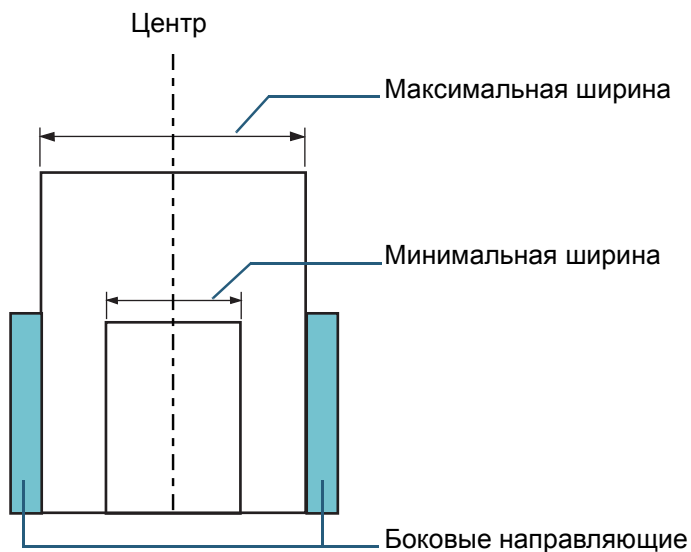 Центр
Максимальная ширина
Минимальная ширина
Боковые направляющие